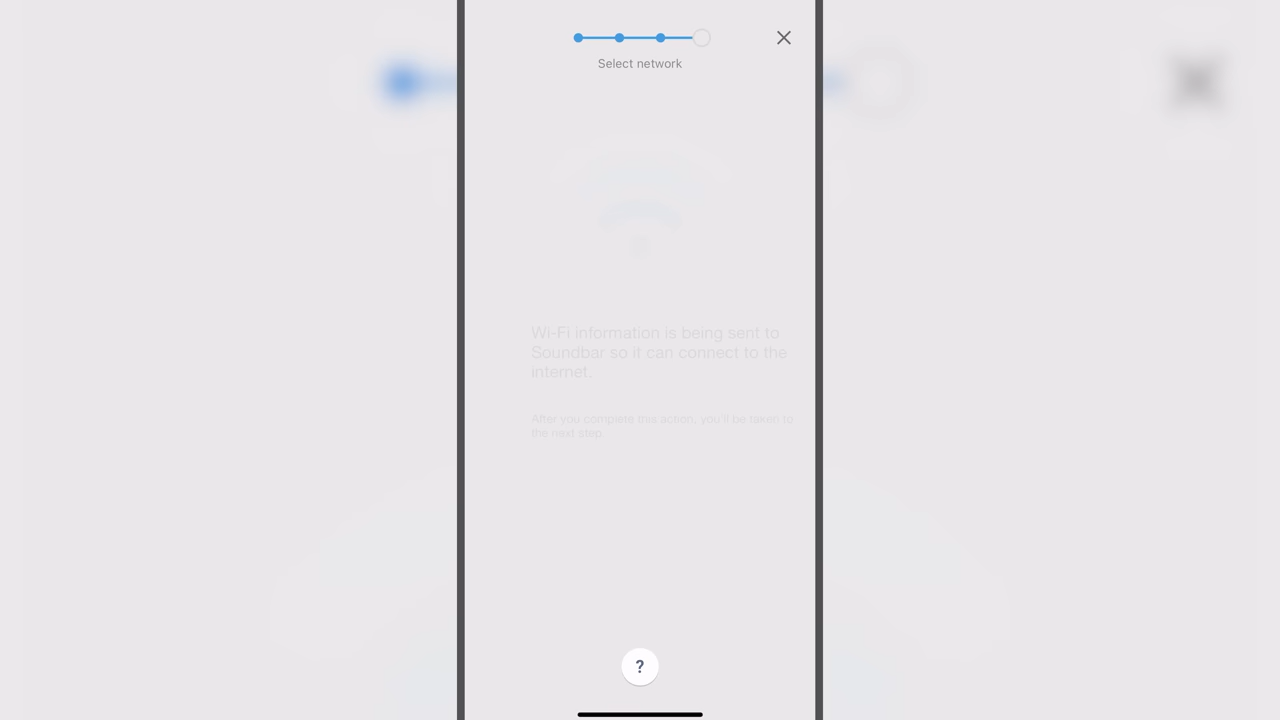 Select network
Wi-Fi information is being sent to
Soundbar so it can connect to the
internet.
After you complete this action, you'll be taken to
the next step.
?